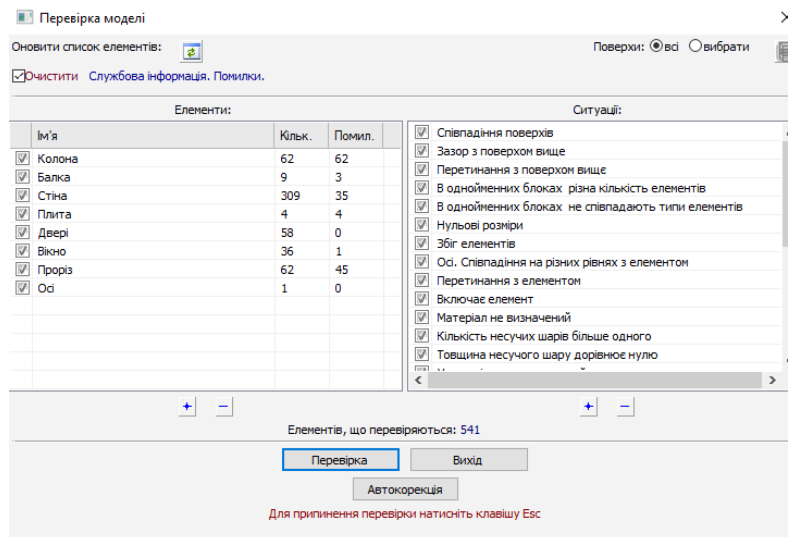 Перевірка моделі
Оновити список елементів:
Поверхи: всі вибрати
Очистити Службова інформація. Помилки.
Елементи:
Ім'я Кільк. Помил.
Колона 62 62
Балка 9 3
Стіна 309 35
Плита 4 4
Двері 58 0
Вікно 36 1
Проріз 62 45
Осі 1 0
Ситуації:
Співпадіння поверхів
Зазор з поверхом вище
Перетинання з поверхом вище
В однойменних блоках різна кількість елементів
В однойменних блоках не співпадають типи елементів
Нульові розміри
Збіг елементів
Осі. Співпадіння на різних рівнях з елементом
Перетинання з елементом
Включає елемент
Матеріал не визначений
Кількість несучих шарів більше одного
Товщина несучого шару дорівнює нулю
Елементів, що перевіряються: 541
Перевірка Вихід
Автокорекція
Для припинення перевірки натисніть клавішу Esc